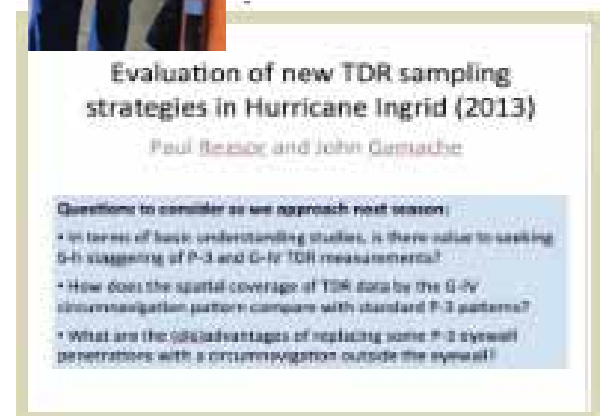 Evaluation of new TDR sampling
strategies in Hurricane Ingrid (2013)
Paul Reasor and John Gamache
Questions to consider as we approach next season:
• In terms of basic understanding studies, is there value to seeking
6-h staggering of P-3 and G-IV TDR measurements?
• How does the spatial coverage of TDR data by the G-IV
circumnavigation pattern compare with standard P-3 patterns?
• What are the (dis)advantages of replacing some P-3 eyewall
penetrations with a circumnavigation outside the eyewall?